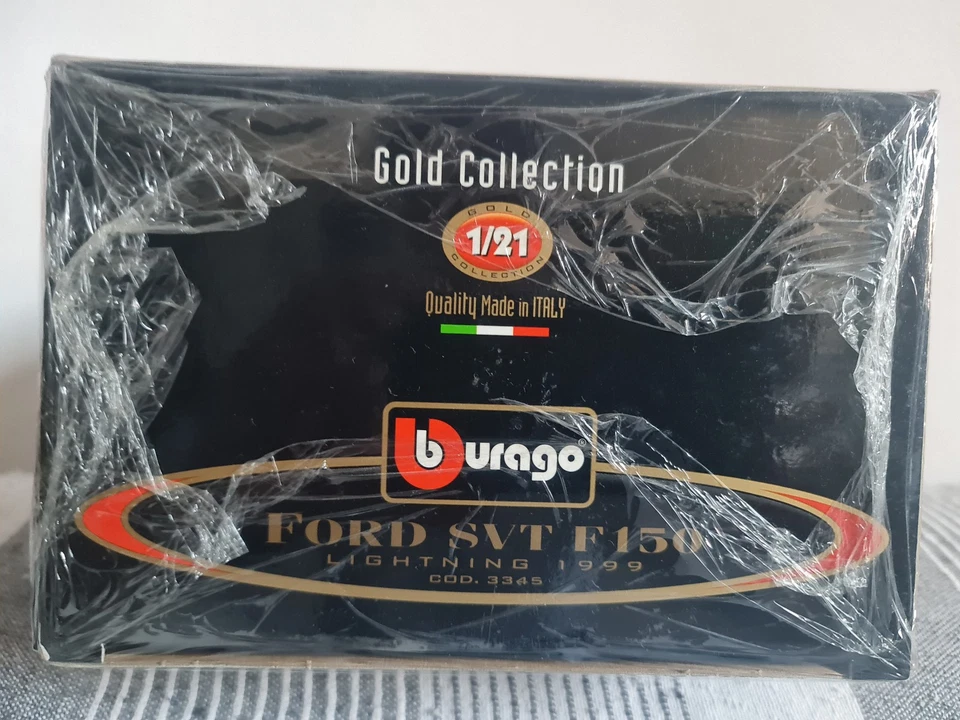 Gold Collection
GOLD
1/21
COLLECTION
Quality Made in ITALY
burago®
FORD SVT F150
LIGHTNING 1999
COD. 3345